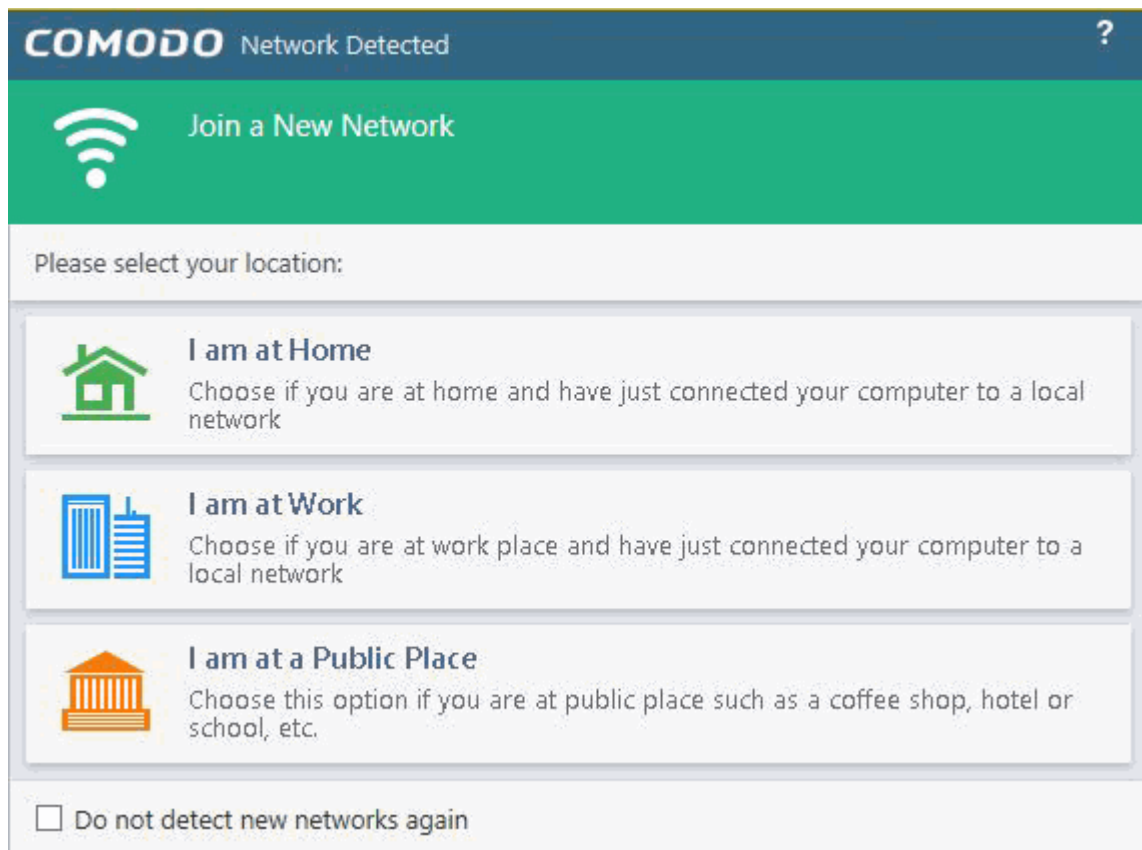 COMODO Network Detected ?
Join a New Network
Please select your location:
I am at Home
Choose if you are at home and have just connected your computer to a local
network
I am at Work
Choose if you are at work place and have just connected your computer to a
local network
I am at a Public Place
Choose this option if you are at public place such as a coffee shop, hotel or
school, etc.
Do not detect new networks again